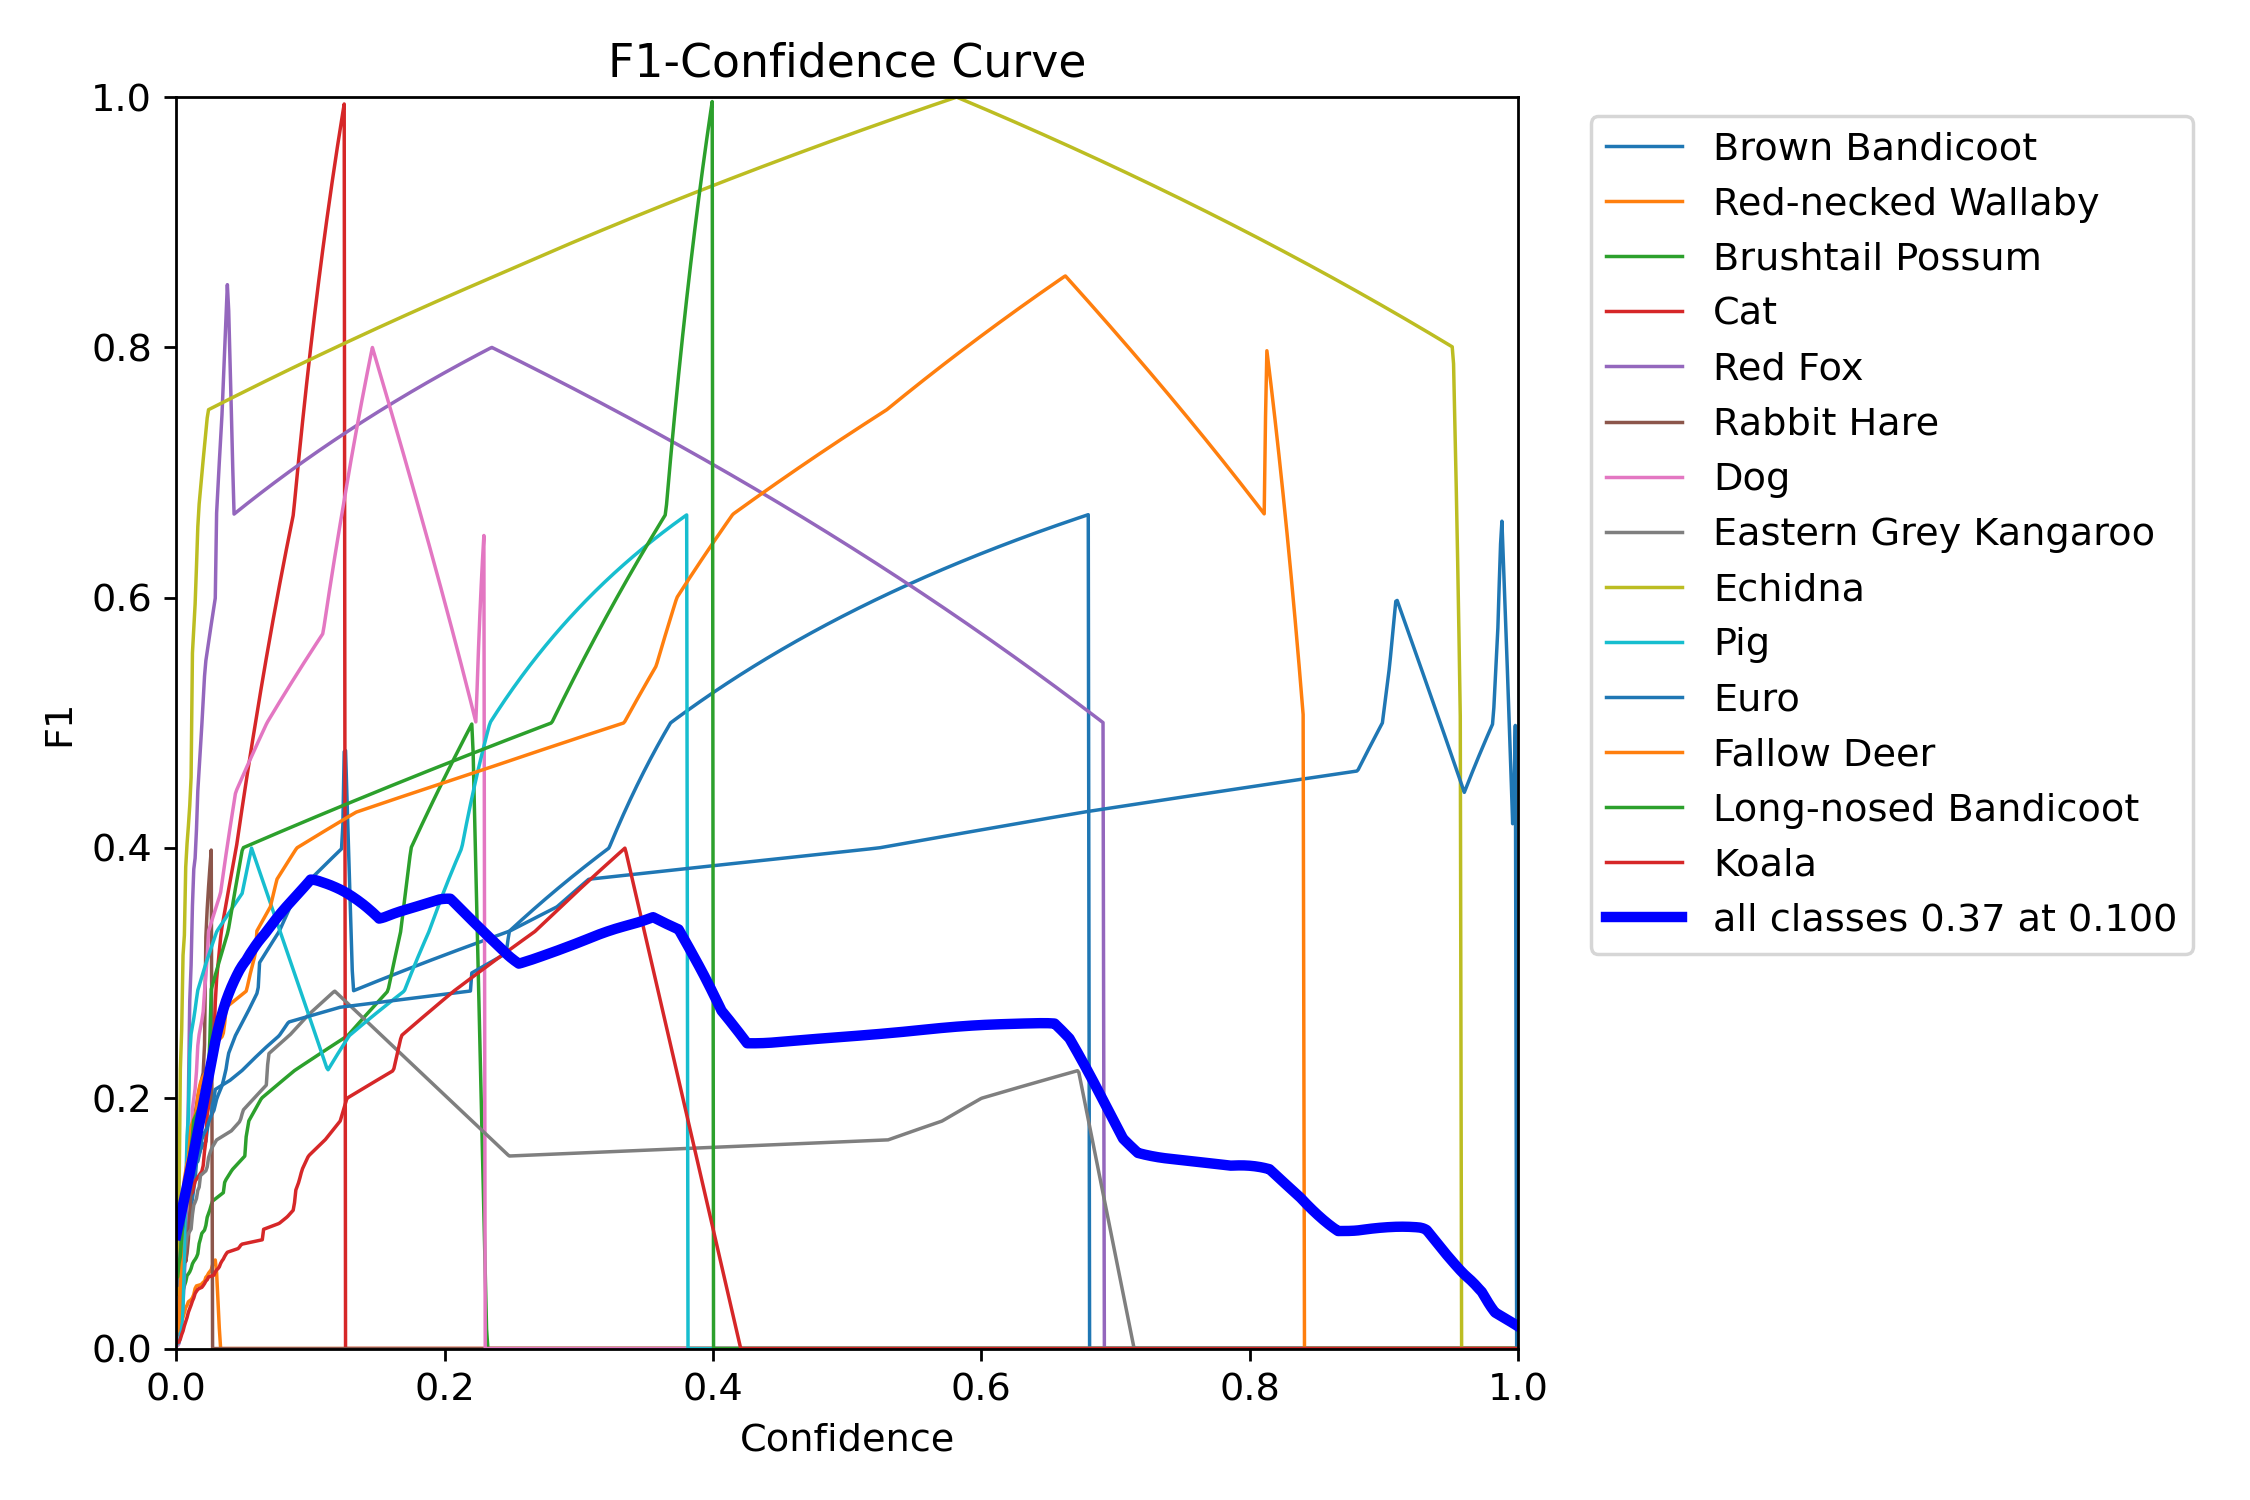 F1-Confidence Curve
1.0
0.8
0.6
0.4
0.2
0.0
F1
0.0 0.2 0.4 0.6 0.8 1.0
Confidence
Brown Bandicoot
Red-necked Wallaby
Brushtail Possum
Cat
Red Fox
Rabbit Hare
Dog
Eastern Grey Kangaroo
Echidna
Pig
Euro
Fallow Deer
Long-nosed Bandicoot
Koala
all classes 0.37 at 0.100